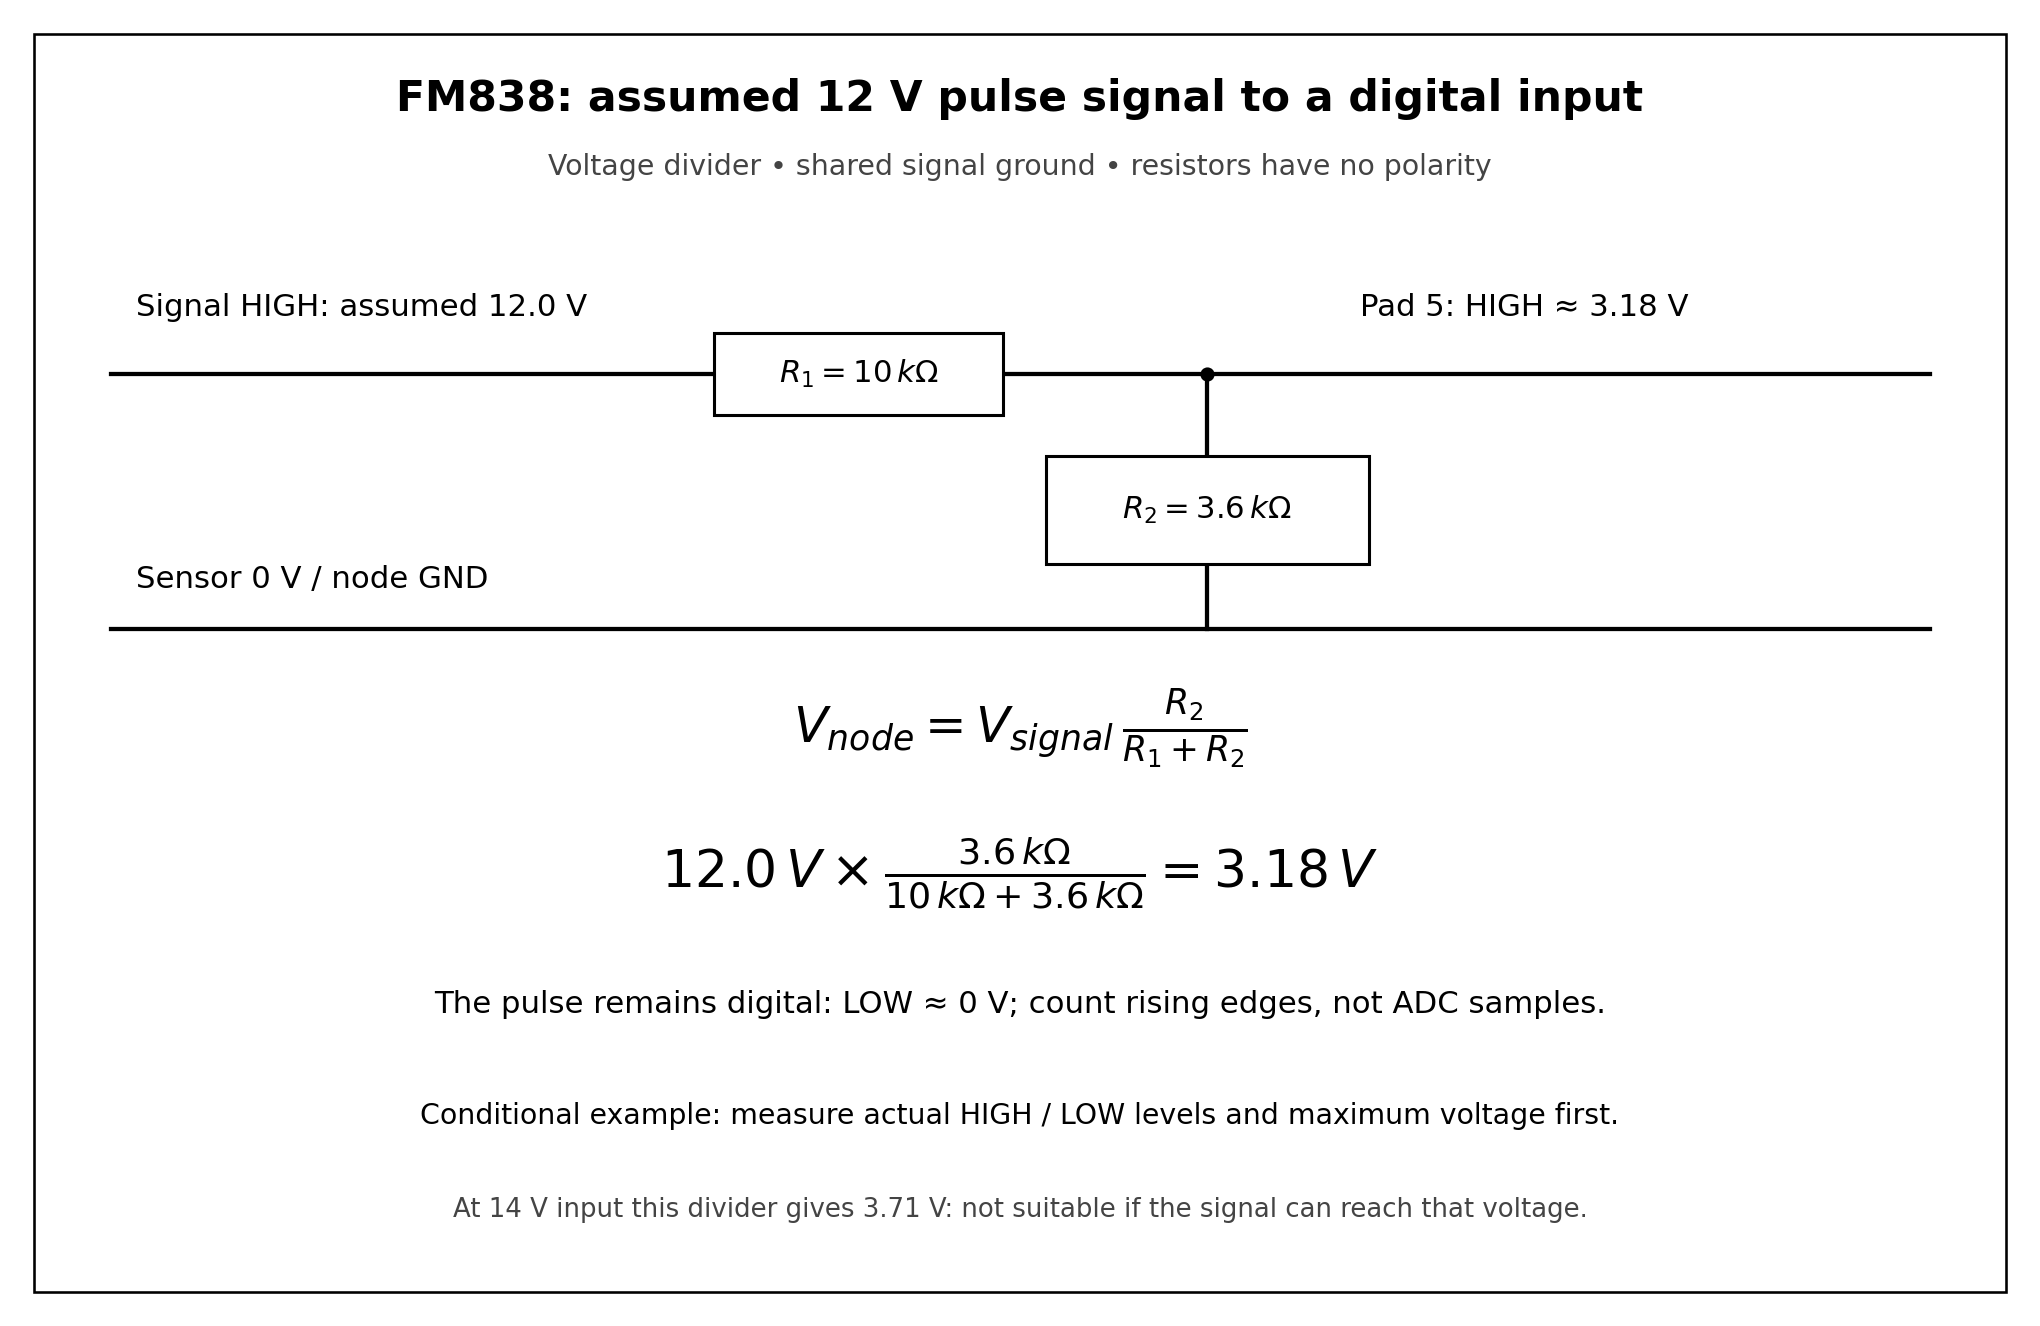 FM838: assumed 12 V pulse signal to a digital input
Voltage divider • shared signal ground • resistors have no polarity
Signal HIGH: assumed 12.0 V
Pad 5: HIGH ≈ 3.18 V
R₁ = 10 kΩ
R₂ = 3.6 kΩ
Sensor 0 V / node GND
V_node = V_signal R₂ / (R₁ + R₂)
12.0 V × 3.6 kΩ / (10 kΩ + 3.6 kΩ) = 3.18 V
The pulse remains digital: LOW ≈ 0 V; count rising edges, not ADC samples.
Conditional example: measure actual HIGH / LOW levels and maximum voltage first.
At 14 V input this divider gives 3.71 V: not suitable if the signal can reach that voltage.